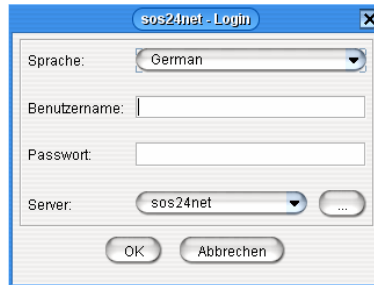 sos24net - Login
Sprache: German
Benutzername:
Passwort:
Server: sos24net ...
OK Abbrechen